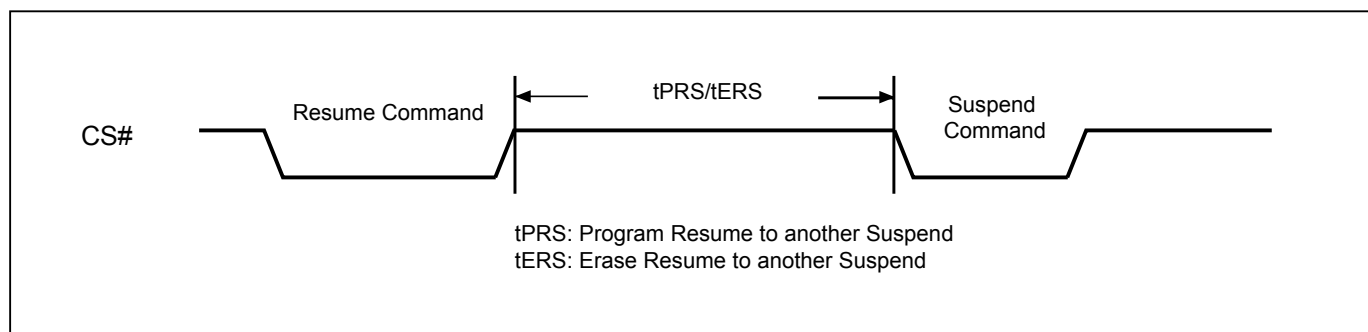 tPRS/tERS
Resume Command
Suspend
Command
CS#
tPRS: Program Resume to another Suspend
tERS: Erase Resume to another Suspend